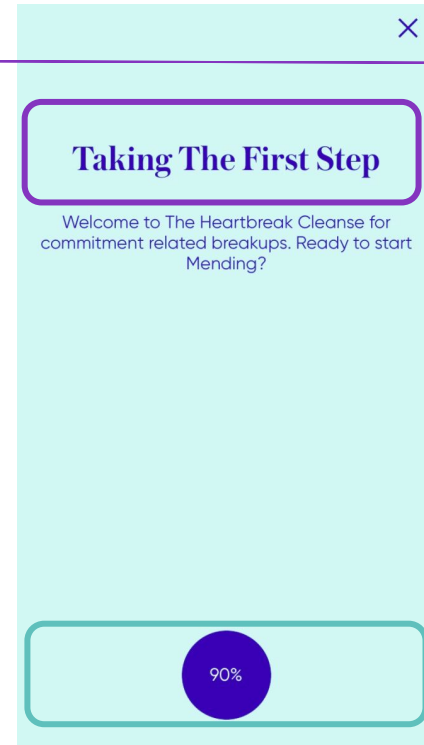 Taking The First Step
Welcome to The Heartbreak Cleanse for
commitment related breakups. Ready to start
Mending?
90%